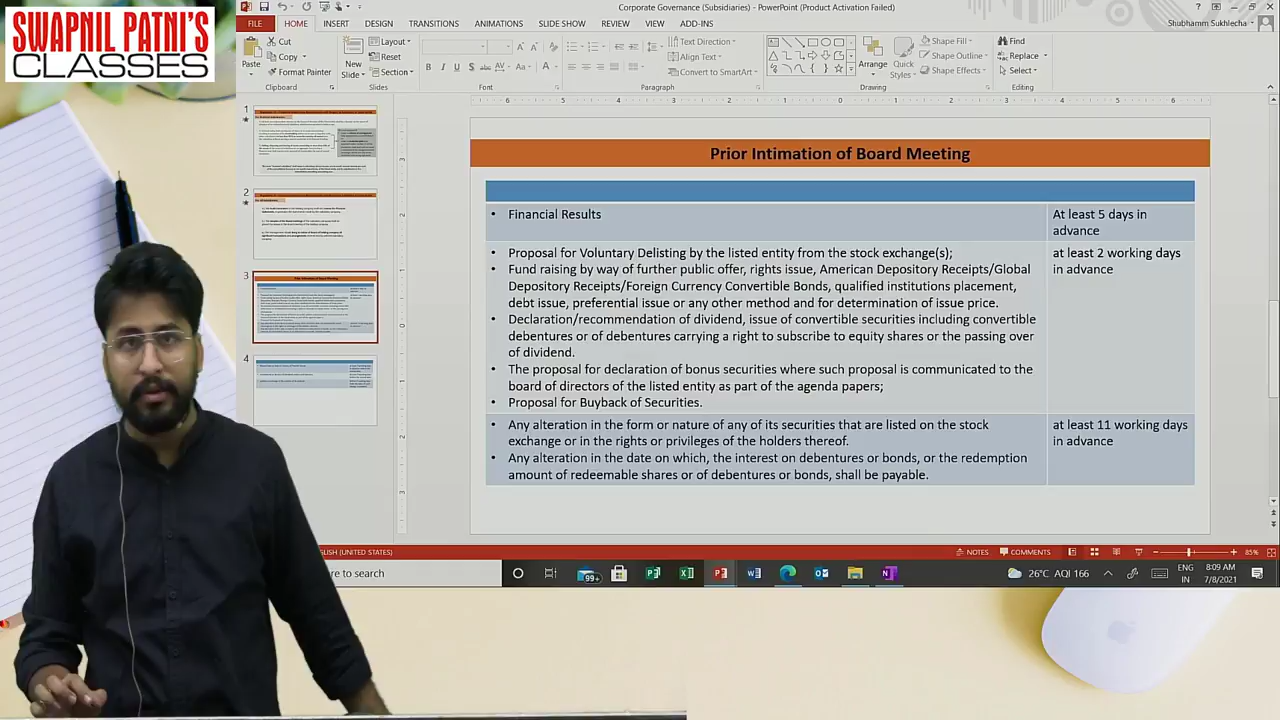 SWAPNIL PATNI'S
CLASSES
Corporate Governance (Subsidiaries) - PowerPoint (Product Activation Failed)
FILE HOME INSERT DESIGN TRANSITIONS ANIMATIONS SLIDE SHOW REVIEW VIEW ADD-INS
Shubhamm Sukhlecha
Paste
Cut
Copy
Format Painter
Clipboard
New
Slide
Layout
Reset
Section
Slides
Font
Text Direction
Align Text
Convert to SmartArt
Paragraph
Arrange
Quick
Styles
Shape Fill
Shape Outline
Shape Effects
Drawing
Find
Replace
Select
Editing
1
2
3
4
Prior Intimation of Board Meeting
• Financial Results
At least 5 days in
advance
• Proposal for Voluntary Delisting by the listed entity from the stock exchange(s);
• Fund raising by way of further public offer, rights issue, American Depository Receipts/Global
Depository Receipts/Foreign Currency Convertible Bonds, qualified institutions placement,
debt issue, preferential issue or any other method and for determination of issue price.
• Declaration/recommendation of dividend, issue of convertible securities including convertible
debentures or of debentures carrying a right to subscribe to equity shares or the passing over
of dividend.
• The proposal for declaration of bonus securities where such proposal is communicated to the
board of directors of the listed entity as part of the agenda papers;
• Proposal for Buyback of Securities.
at least 2 working days
in advance
• Any alteration in the form or nature of any of its securities that are listed on the stock
exchange or in the rights or privileges of the holders thereof.
• Any alteration in the date on which, the interest on debentures or bonds, or the redemption
amount of redeemable shares or of debentures or bonds, shall be payable.
at least 11 working days
in advance
GLISH (UNITED STATES)
NOTES COMMENTS 85%
re to search
99+
26°C AQI 166
ENG
IN
8:09 AM
7/8/2021